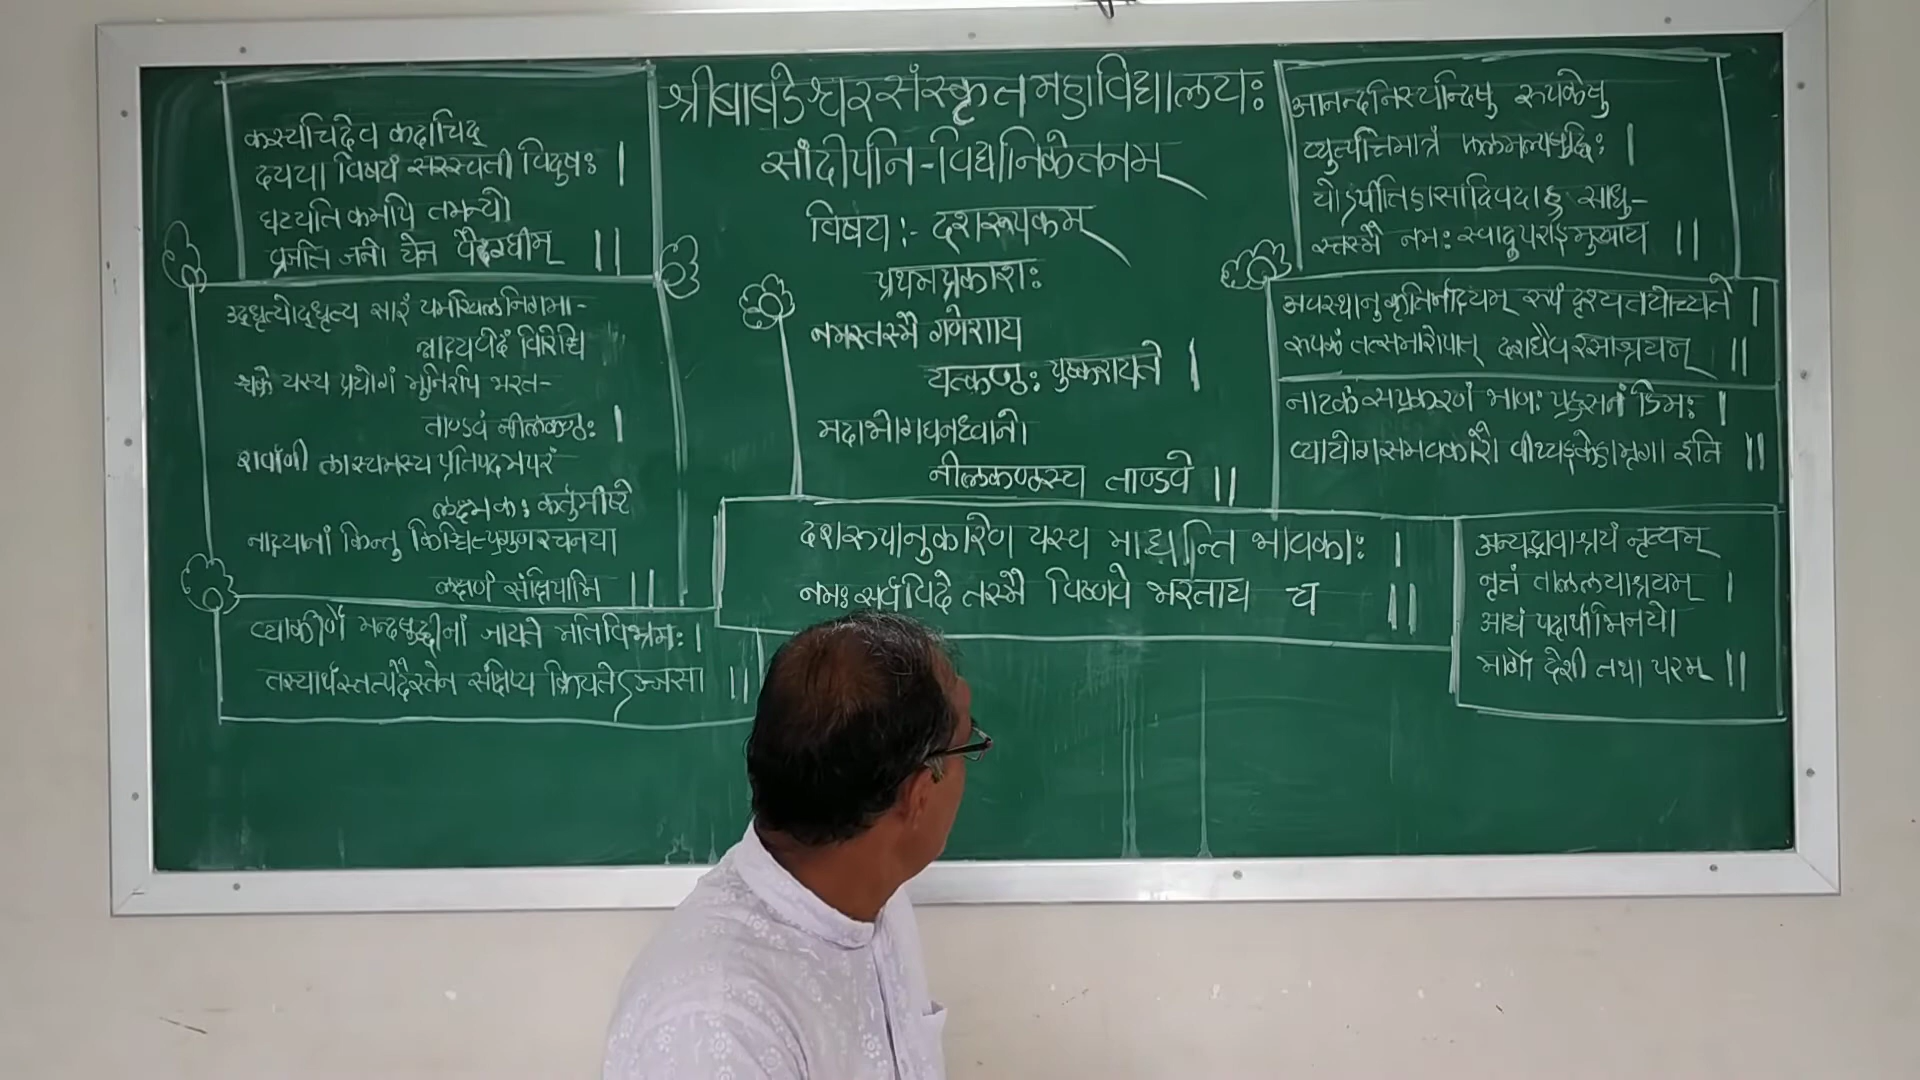 श्रीबाबडेश्वरसंस्कृतमहाविद्यालयः
सांदीपनि-विद्यानिकेतनम्
विषयः- दशरूपकम्
प्रथमप्रकाशः
नमस्तस्मै गणेशाय
यत्कण्ठः पुष्करायते ।
मदाभोगघनध्वानो
नीलकण्ठस्य ताण्डवे ॥
दशरूपानुकारेण यस्य माद्यन्ति भावकाः ।
नमः सर्वविदे तस्मै विष्णवे भरताय च ॥
कस्यचिदेव कदाचिद्
दयया विषयं सरस्वती विदुषः ।
घटयति कमपि तमन्यो
व्रजति जनो येन वैदग्धीम् ॥
उद्धृत्योद्धृत्य सारं यमखिलनिगमा-
न्नाट्यवेदं विरिञ्चि
श्चक्रे यस्य प्रयोगं मुनिरपि भरत-
ताण्डवं नीलकण्ठः ।
शर्वाणी लास्यमस्य प्रतिपदमपरं
लक्ष्मकः कर्तुमीष्टे
नाट्यानां किन्तु किञ्चित्प्रगुणरचनया
लक्षणं संक्षिपामि ॥
व्याकीर्णे मन्दबुद्धीनां जायते मतिविभ्रमः ।
तस्यार्थस्तत्पदैस्तेन संक्षिप्य क्रियतेऽञ्जसा ॥
आनन्दनिस्यन्दिषु रूपकेषु
व्युत्पत्तिमात्रं फलमल्पबुद्धिः ।
योऽपीतिहासादिवदाह साधु-
स्तस्मै नमः स्वादुपराङ्मुखाय ॥
अवस्थानुकृतिर्नाट्यम् रूपं दृश्यतयोच्यते ।
रूपकं तत्समारोपात् दशधैव रसाश्रयम् ॥
नाटकं सप्रकरणं भाणः प्रहसनं डिमः ।
व्यायोगसमवकारौ वीथ्यङ्केहामृगा इति ॥
अन्यद्भावाश्रयं नृत्यम्
नृत्तं ताललयाश्रयम् ।
आद्यं पदार्थाभिनयो
मार्गो देशी तथा परम् ॥